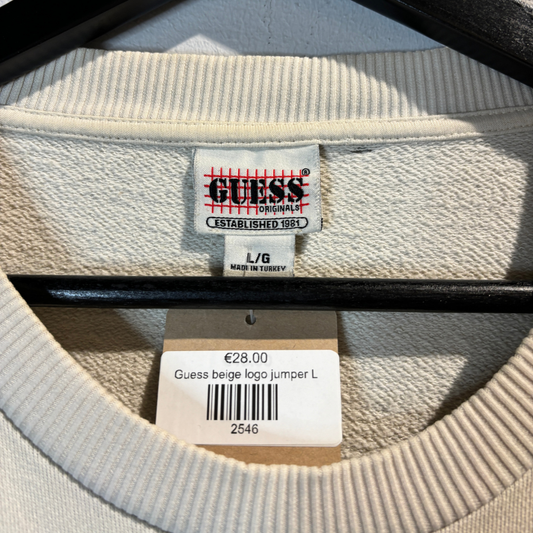 GUESS®
ORIGINALS
ESTABLISHED 1981
L/G
MADE IN TURKEY
€28.00
Guess beige logo jumper L
2546